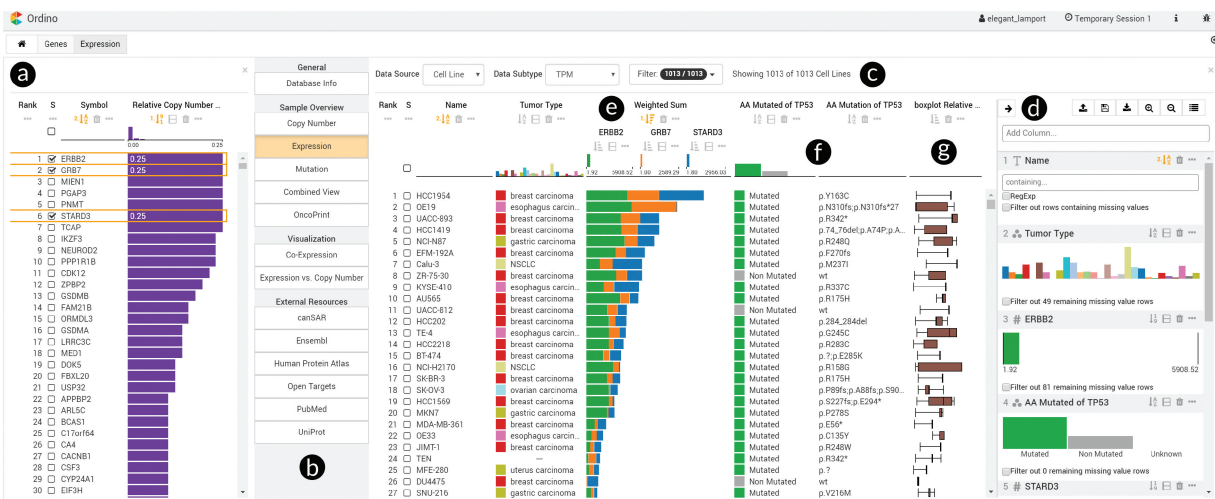 Ordino
elegant_lamport Temporary Session 1 i
Genes Expression
a
Rank S Symbol Relative Copy Number ...
0.00 0.25
1 ERBB2 0.25
2 GRB7 0.25
3 MIEN1
4 PGAP3
5 PNMT
6 STARD3 0.25
7 TCAP
8 IKZF3
9 NEUROD2
10 PPP1R1B
11 CDK12
12 ZPBP2
13 GSDMB
14 FAM21B
15 ORMDL3
16 GSDMA
17 LRRC3C
18 MED1
19 DOK5
20 FBXL20
21 USP32
22 APPBP2
23 ARL5C
24 BCAS1
25 C17orf64
26 CA4
27 CACNB1
28 CSF3
29 CYP24A1
30 EIF3H
General
Database Info
Sample Overview
Copy Number
Expression
Mutation
Combined View
OncoPrint
Visualization
Co-Expression
Expression vs. Copy Number
External Resources
canSAR
Ensembl
Human Protein Atlas
Open Targets
PubMed
UniProt
b
Data Source Cell Line Data Subtype TPM Filter: 1013 / 1013 Showing 1013 of 1013 Cell Lines
c
Rank S Name Tumor Type e Weighted Sum AA Mutated of TP53 AA Mutation of TP53 boxplot Relative ...
ERBB2 GRB7 STARD3
f
g
1.92 5908.52 1.00 2589.29 1.80 2956.03
1 HCC1954 breast carcinoma Mutated p.Y163C
2 OE19 esophagus carcin... Mutated p.N310fs;p.N310fs*27
3 UACC-893 breast carcinoma Mutated p.R342*
4 HCC1419 breast carcinoma Mutated p.74_76del;p.A74P;p.A...
5 NCI-N87 gastric carcinoma Mutated p.R248Q
6 EFM-192A breast carcinoma Mutated p.F270fs
7 Calu-3 NSCLC Mutated p.M237I
8 ZR-75-30 breast carcinoma Non Mutated wt
9 KYSE-410 esophagus carcin... Mutated p.R337C
10 AU565 breast carcinoma Mutated p.R175H
11 UACC-812 breast carcinoma Non Mutated wt
12 HCC202 breast carcinoma Mutated p.284_284del
13 TE-4 esophagus carcin... Mutated p.G245C
14 HCC2218 breast carcinoma Mutated p.R283C
15 BT-474 breast carcinoma Mutated p.?;p.E285K
16 NCI-H2170 NSCLC Mutated p.R158G
17 SK-BR-3 breast carcinoma Mutated p.R175H
18 SK-OV-3 ovarian carcinoma Mutated p.P89fs;p.A88fs;p.S90...
19 HCC1569 breast carcinoma Mutated p.S227fs;p.E294*
20 MKN7 gastric carcinoma Mutated p.P278S
21 MDA-MB-361 breast carcinoma Mutated p.E56*
22 OE33 esophagus carcin... Mutated p.C135Y
23 JIMT-1 breast carcinoma Mutated p.R248W
24 TEN — Mutated p.R342*
25 MFE-280 uterus carcinoma Mutated p.?
26 DU4475 breast carcinoma Non Mutated wt
27 SNU-216 gastric carcinoma Mutated p.V216M
d
Add Column...
1 Name
containing...
RegExp
Filter out rows containing missing values
2 Tumor Type
Filter out 49 remaining missing value rows
3 # ERBB2
1.92 5908.52
Filter out 81 remaining missing value rows
4 AA Mutated of TP53
Mutated Non Mutated Unknown
Filter out 0 remaining missing value rows
5 # STARD3